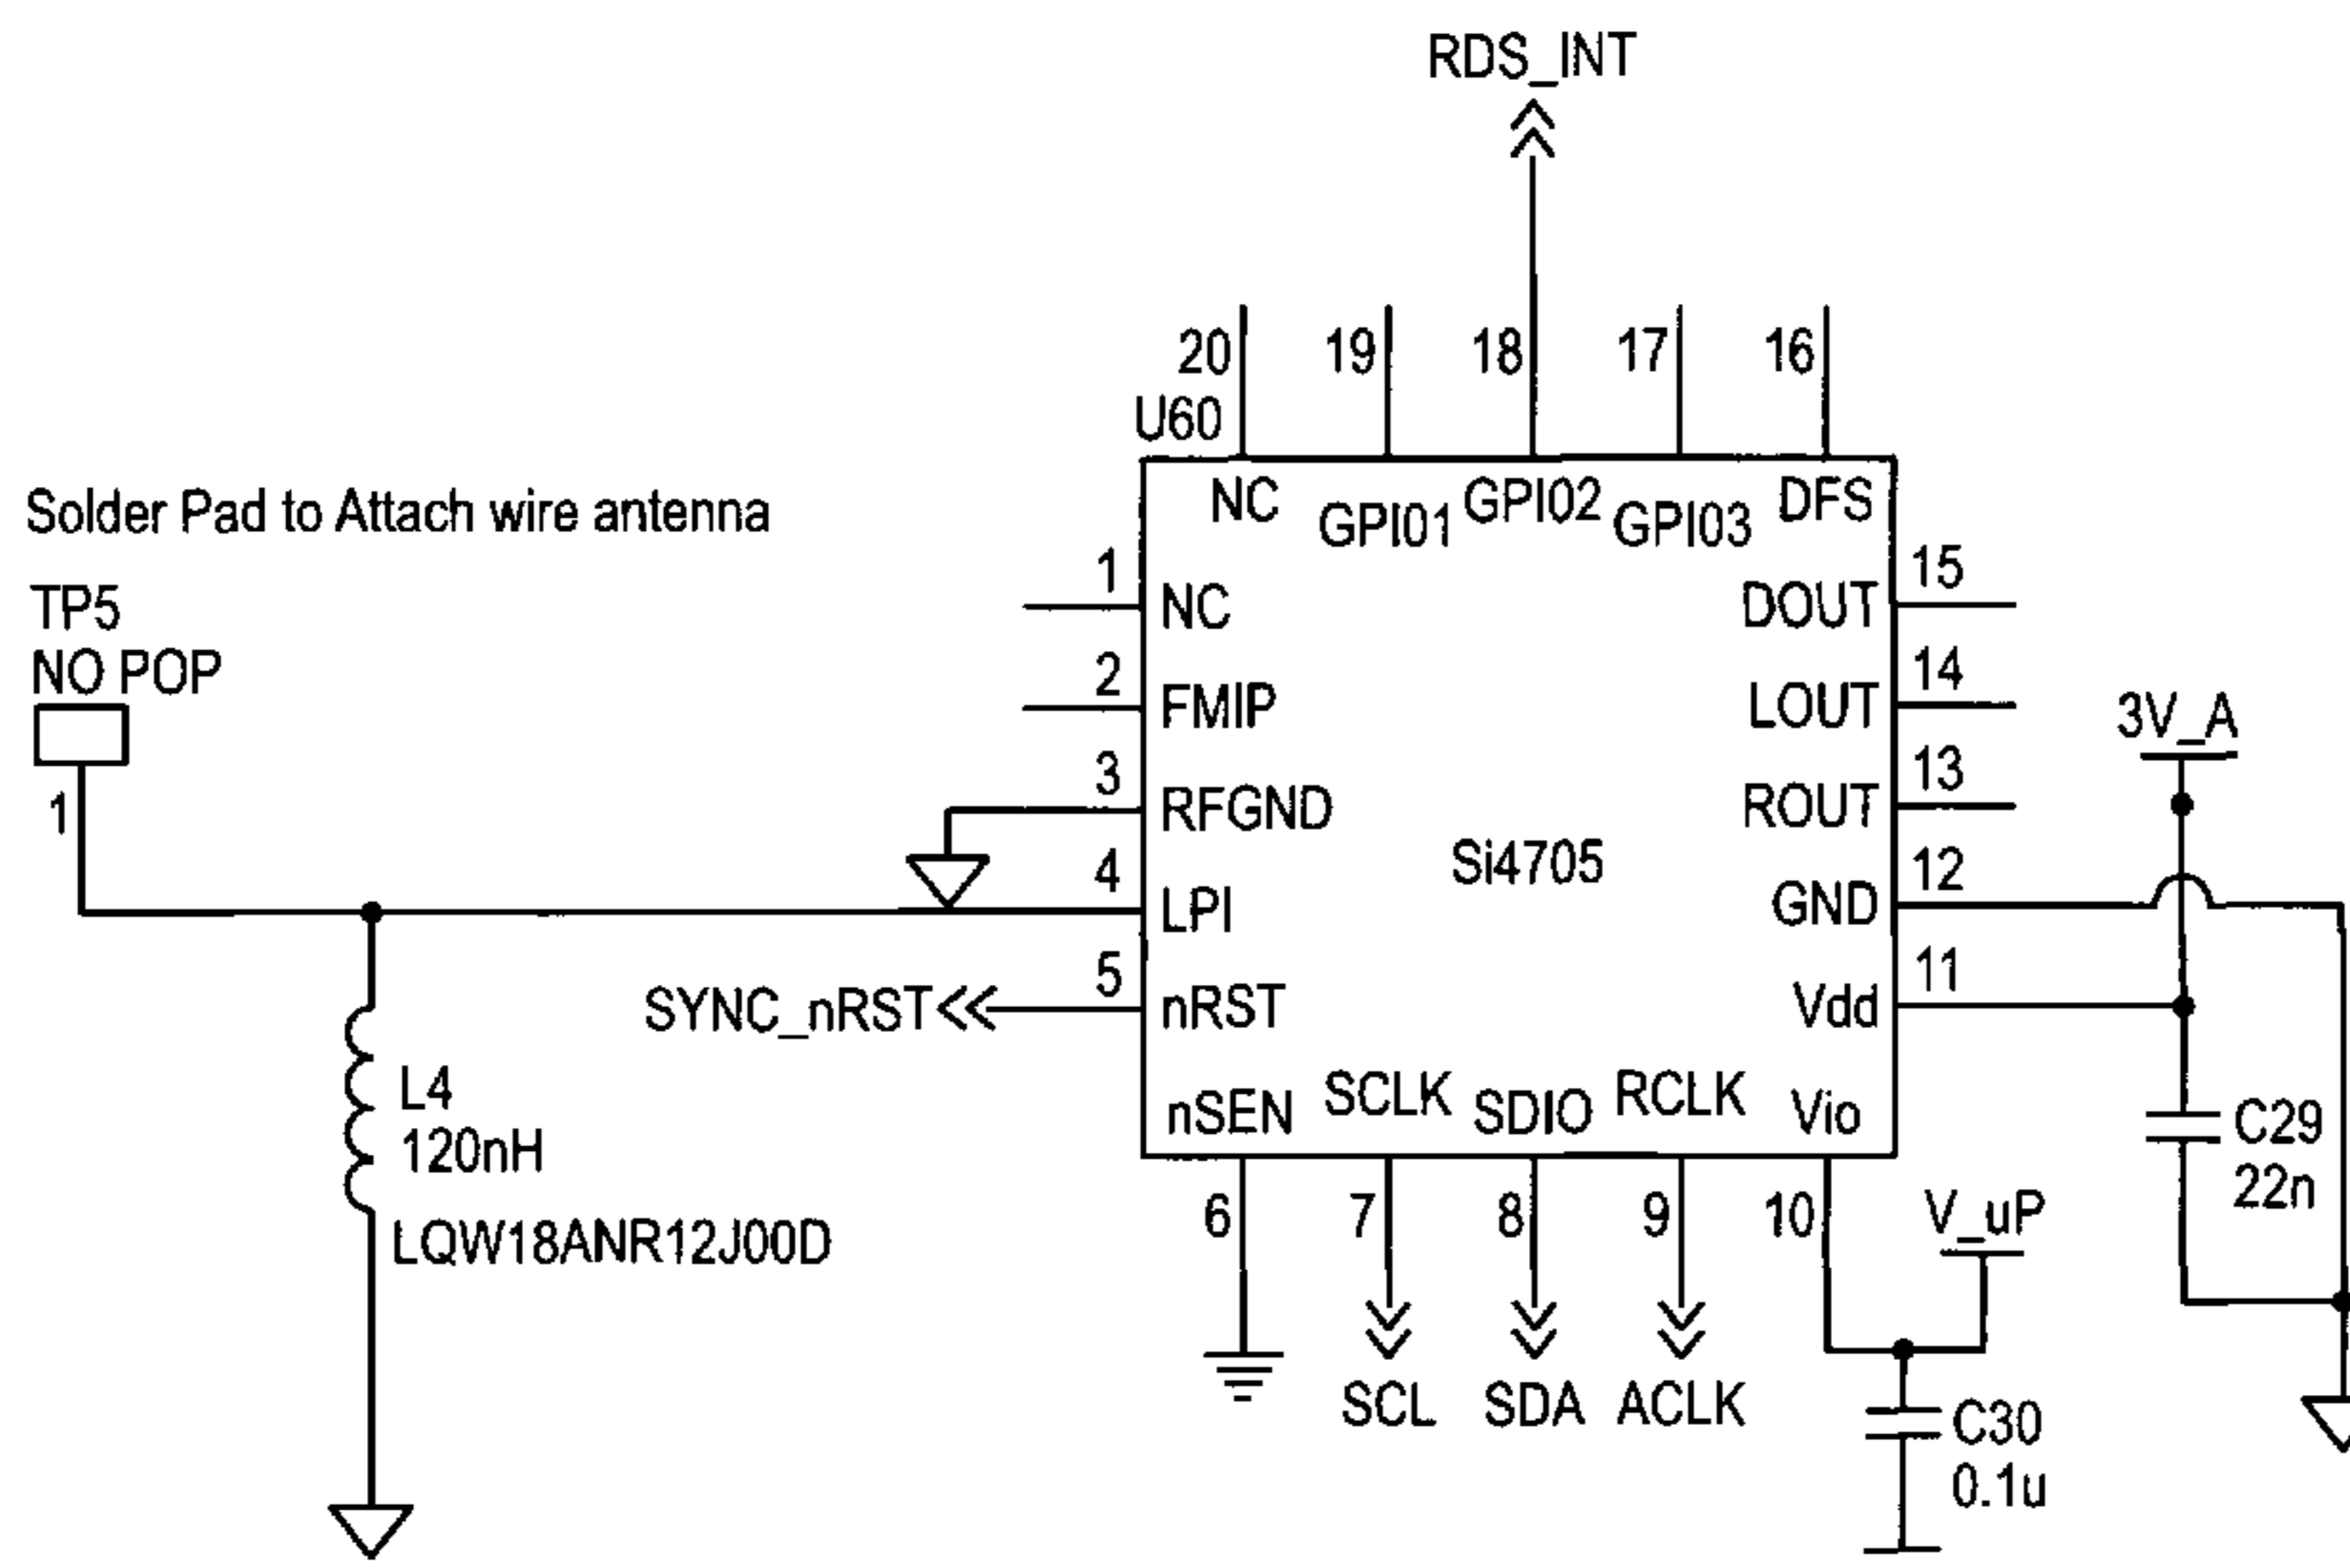 RDS_INT
20
19
18
17
16
U60
NC
GPI01
GPI02
GPI03
DFS
Solder Pad to Attach wire antenna
TP5
NO POP
1
1
NC
2
FMIP
3
RFGND
4
LPI
5
nRST
SYNC_nRST
Si4705
15
DOUT
14
LOUT
13
ROUT
12
GND
11
Vdd
3V_A
nSEN
SCLK
SDIO
RCLK
Vio
L4
120nH
LQW18ANR12J00D
6
7
8
9
10
V_uP
C29
22n
SCL
SDA
ACLK
C30
0.1u